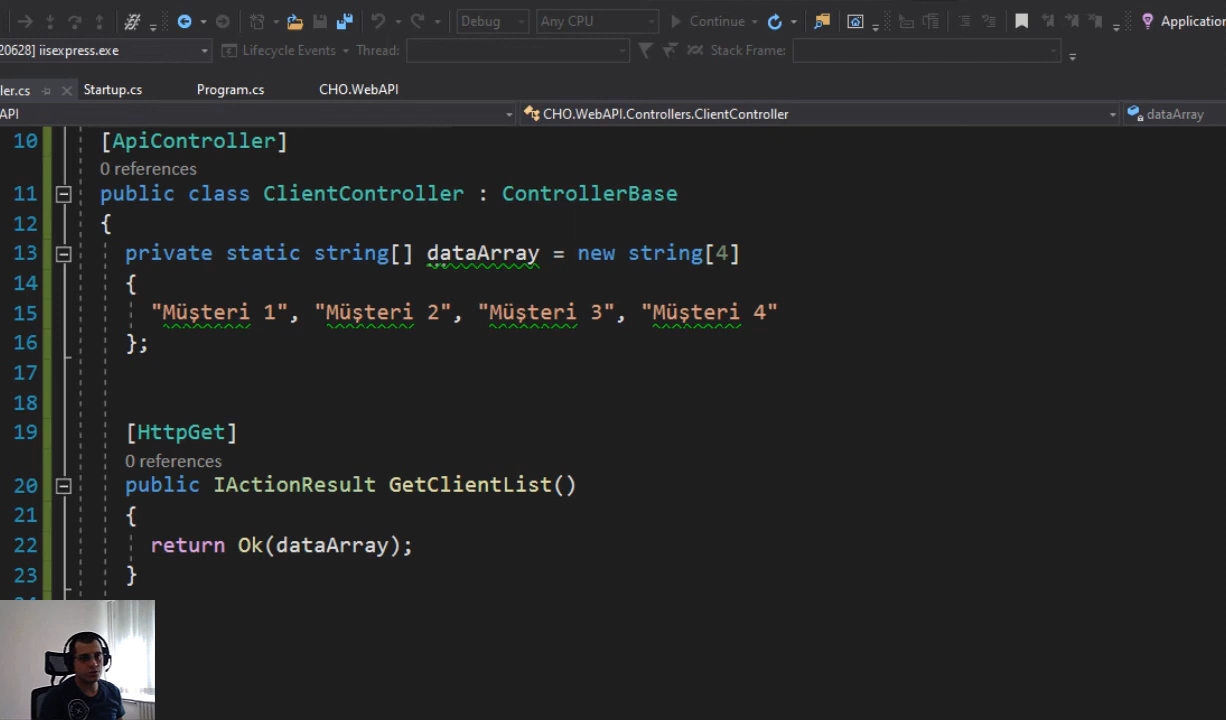 Debug Any CPU Continue Application
20628] iisexpress.exe Lifecycle Events Thread: Stack Frame:
ler.cs Startup.cs Program.cs CHO.WebAPI
API CHO.WebAPI.Controllers.ClientController dataArray
10 [ApiController]
0 references
11 public class ClientController : ControllerBase
12 {
13 private static string[] dataArray = new string[4]
14 {
15 "Müşteri 1", "Müşteri 2", "Müşteri 3", "Müşteri 4"
16 };
17
18
19 [HttpGet]
0 references
20 public IActionResult GetClientList()
21 {
22 return Ok(dataArray);
23 }